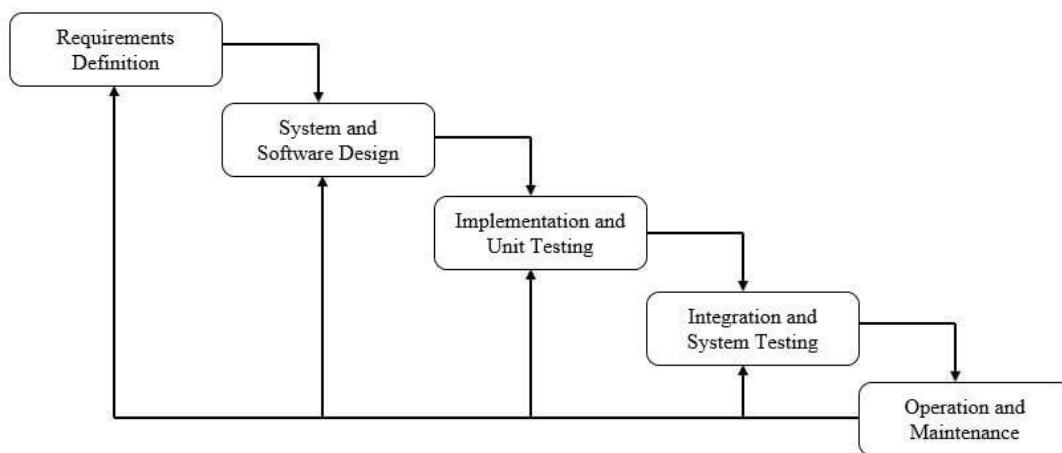 Requirements
Definition
System and
Software Design
Implementation and
Unit Testing
Integration and
System Testing
Operation and
Maintenance